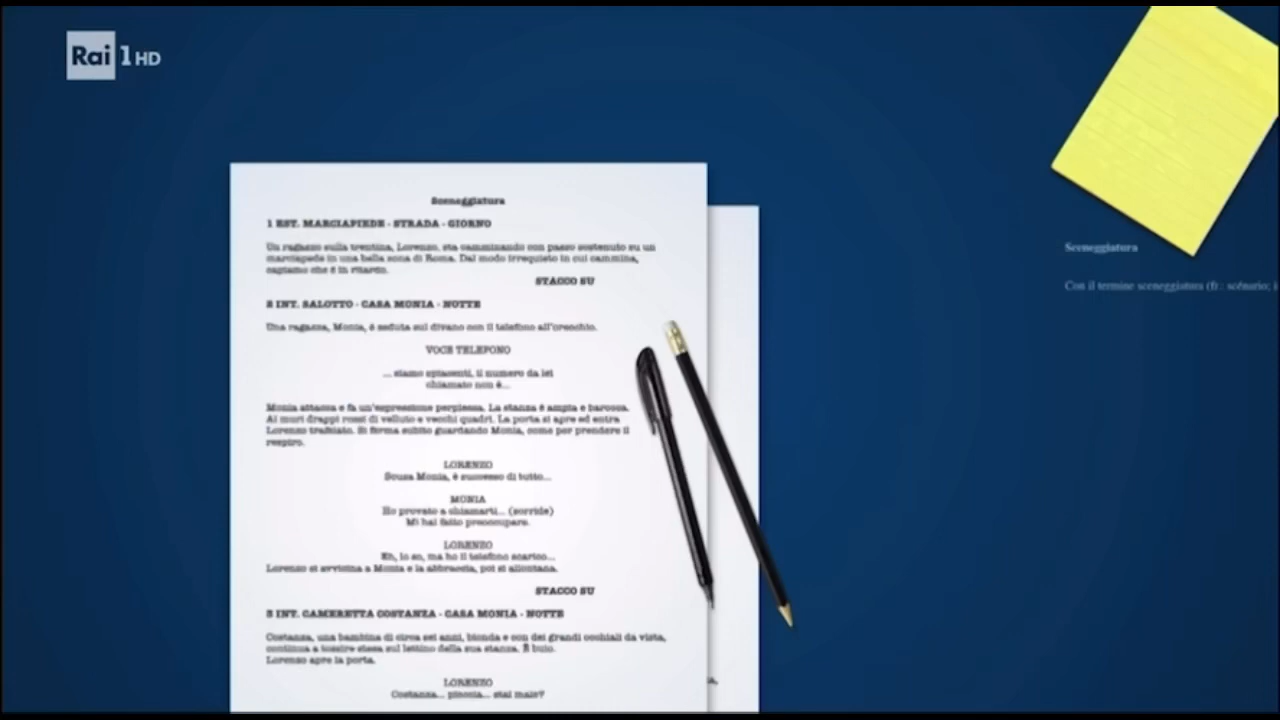 Rai 1 HD
Sceneggiatura
1 EST. MARCIAPIEDE - STRADA - GIORNO
Un ragazzo sulla trentina, Lorenzo, sta camminando con passo sostenuto su un
marciapede in una bella zona di Roma. Dal modo irrequieto in cui cammina,
capiamo che è in ritardo.
STACCO SU
2 INT. SALOTTO - CASA MONIA - NOTTE
Una ragazza, Monia, è seduta sul divano con il telefono all'orecchio.
VOCE TELEFONO
... siamo spiacenti, il numero da lei
chiamato non è...
Monia attacca e fa un'espressione perplessa. La stanza è ampia e barocca.
Ai muri drappi rossi di velluto e vecchi quadri. La porta si apre ed entra
Lorenzo trafelato. Si ferma subito guardando Monia, come per prendere il
respiro.
LORENZO
Scusa Monia, è successo di tutto...
MONIA
Ho provato a chiamarti... (sorride)
Mi hai fatto preoccupare.
LORENZO
Eh, lo so, ma ho il telefono scarico...
Lorenzo si avvicina a Monia e la abbraccia, poi si allontana.
STACCO SU
3 INT. CAMERETTA COSTANZA - CASA MONIA - NOTTE
Costanza, una bambina di circa sei anni, bionda e con dei grandi occhiali da vista,
continua a tossire stesa sul lettino della sua stanza. È buio.
Lorenzo apre la porta.
LORENZO
Costanza... piccola... stai male?
Sceneggiatura
Con il termine sceneggiatura (fr: scénario; i